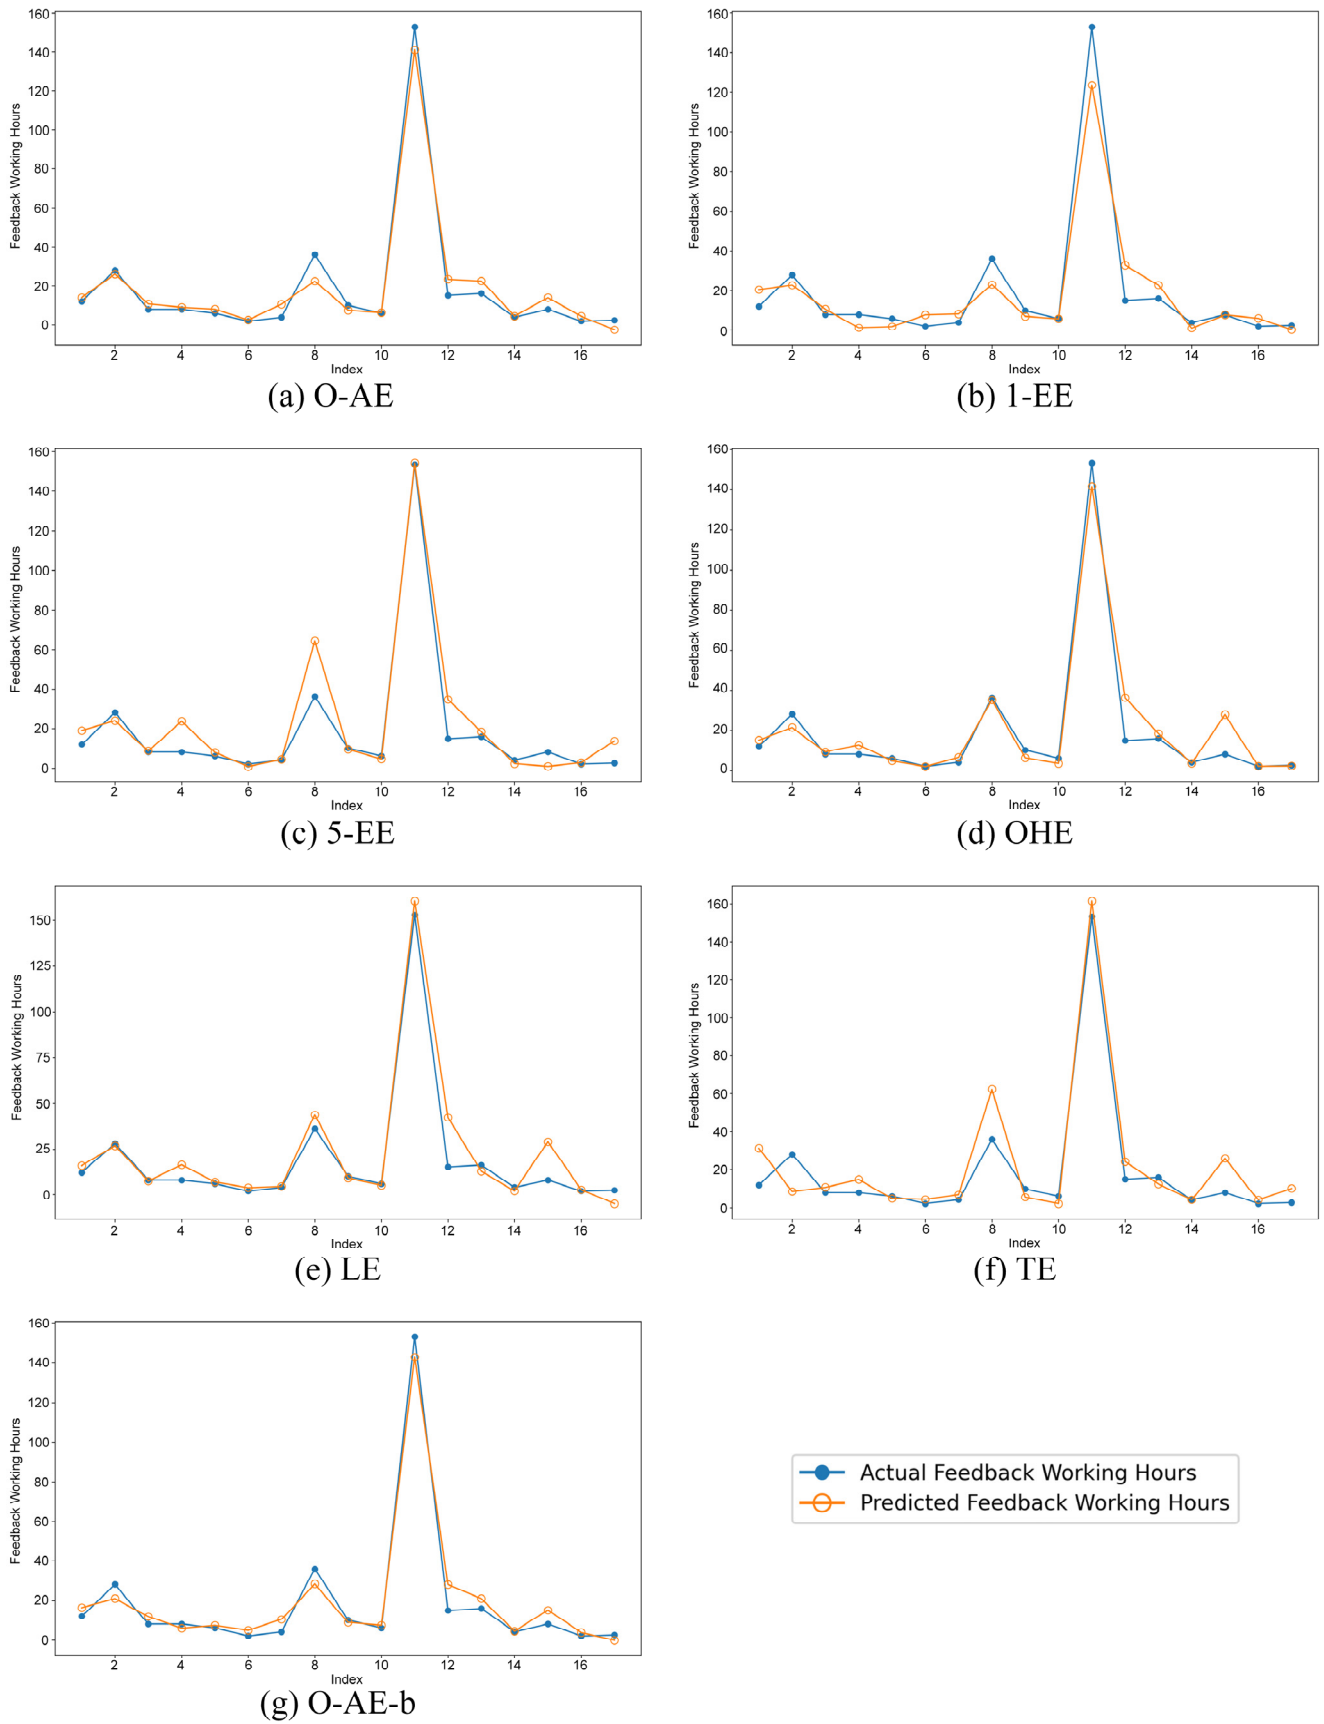 160
140
120
100
80
60
40
20
0
Feedback Working Hours
2 4 6 8 10 12 14 16
Index
(a) O-AE
160
140
120
100
80
60
40
20
0
Feedback Working Hours
2 4 6 8 10 12 14 16
Index
(b) 1-EE
160
140
120
100
80
60
40
20
0
Feedback Working Hours
2 4 6 8 10 12 14 16
Index
(c) 5-EE
160
140
120
100
80
60
40
20
0
Feedback Working Hours
2 4 6 8 10 12 14 16
Index
(d) OHE
150
125
100
75
50
25
0
Feedback Working Hours
2 4 6 8 10 12 14 16
Index
(e) LE
160
140
120
100
80
60
40
20
0
Feedback Working Hours
2 4 6 8 10 12 14 16
Index
(f) TE
160
140
120
100
80
60
40
20
0
Feedback Working Hours
2 4 6 8 10 12 14 16
Index
(g) O-AE-b
Actual Feedback Working Hours
Predicted Feedback Working Hours